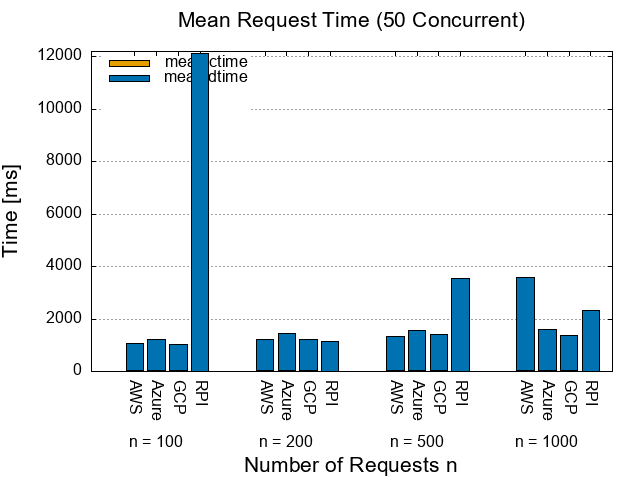 Mean Request Time (50 Concurrent)
12000
10000
8000
6000
4000
2000
0
Time [ms]
AWS
Azure
GCP
RPI
AWS
Azure
GCP
RPI
AWS
Azure
GCP
RPI
AWS
Azure
GCP
RPI
n = 100
n = 200
n = 500
n = 1000
Number of Requests n